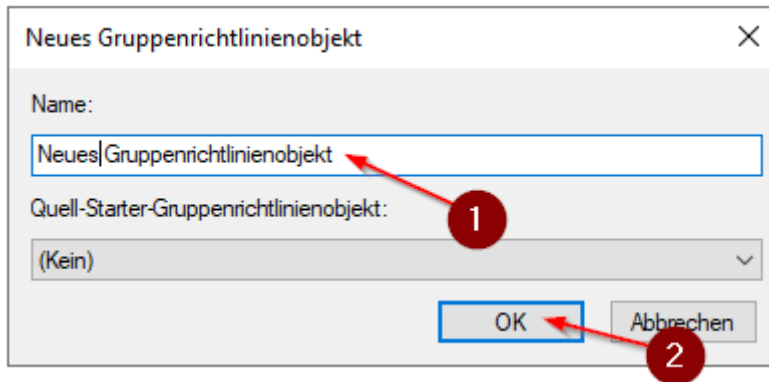 Neues Gruppenrichtlinienobjekt
Name:
Neues Gruppenrichtlinienobjekt
1
Quell-Starter-Gruppenrichtlinienobjekt:
(Kein)
OK
Abbrechen
2